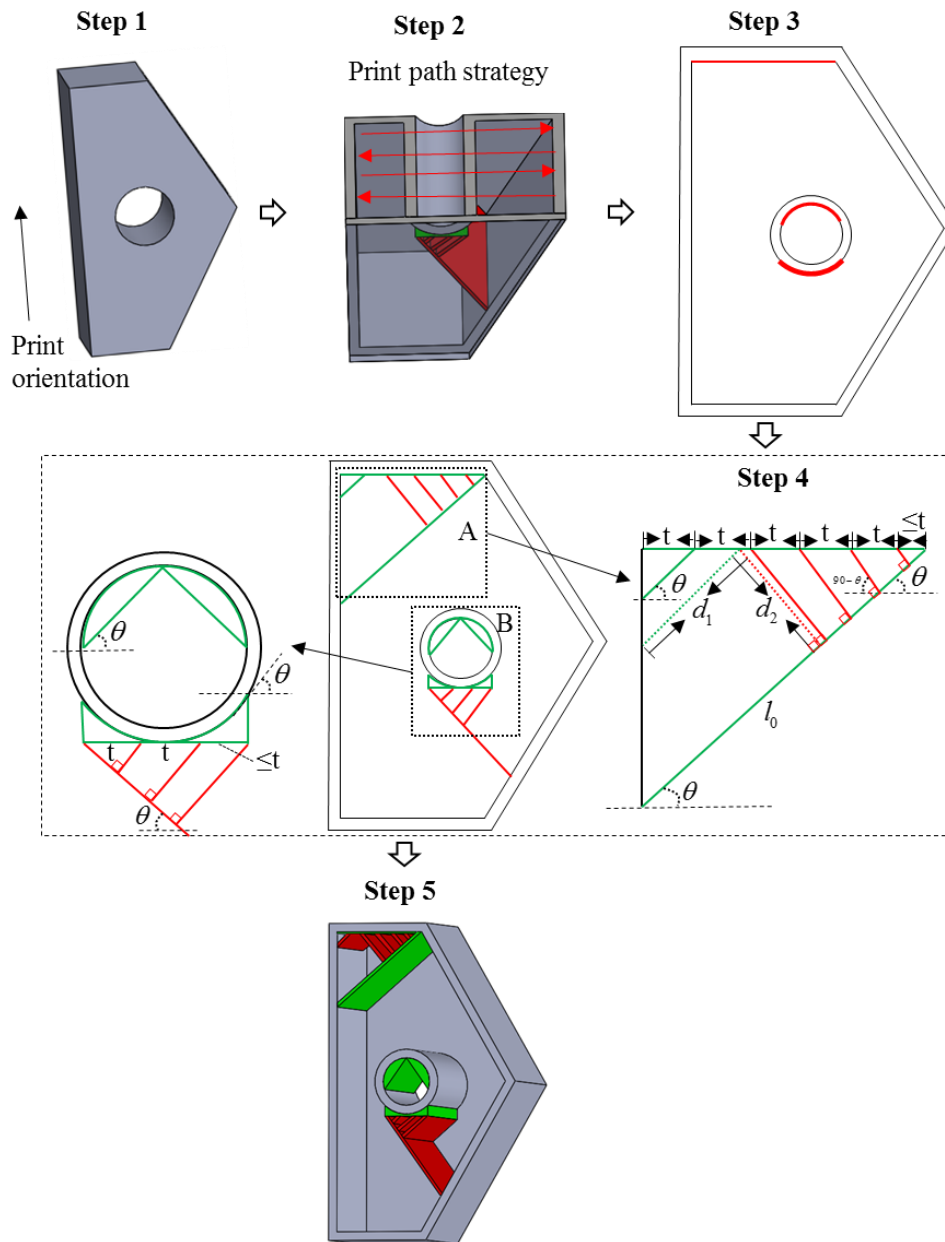 Step 1
Step 2
Step 3
Print path strategy
Print
orientation
Step 4
A
B
θ
θ
t
t
≤t
θ
t
t
t
t
t
≤t
θ
90-θ
θ
d₁
d₂
l₀
θ
Step 5